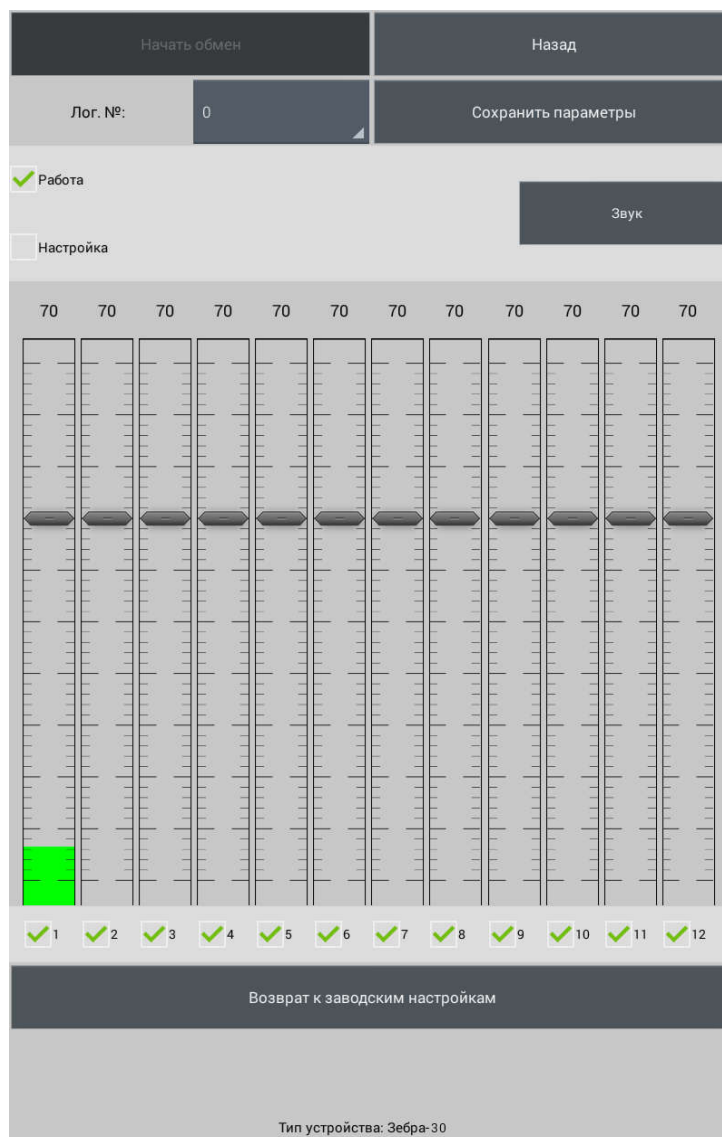 Начать обмен Назад
Лог. №: 0 Сохранить параметры
Работа
Звук
Настройка
70 70 70 70 70 70 70 70 70 70 70 70
1 2 3 4 5 6 7 8 9 10 11 12
Возврат к заводским настройкам
Тип устройства: Зебра-30